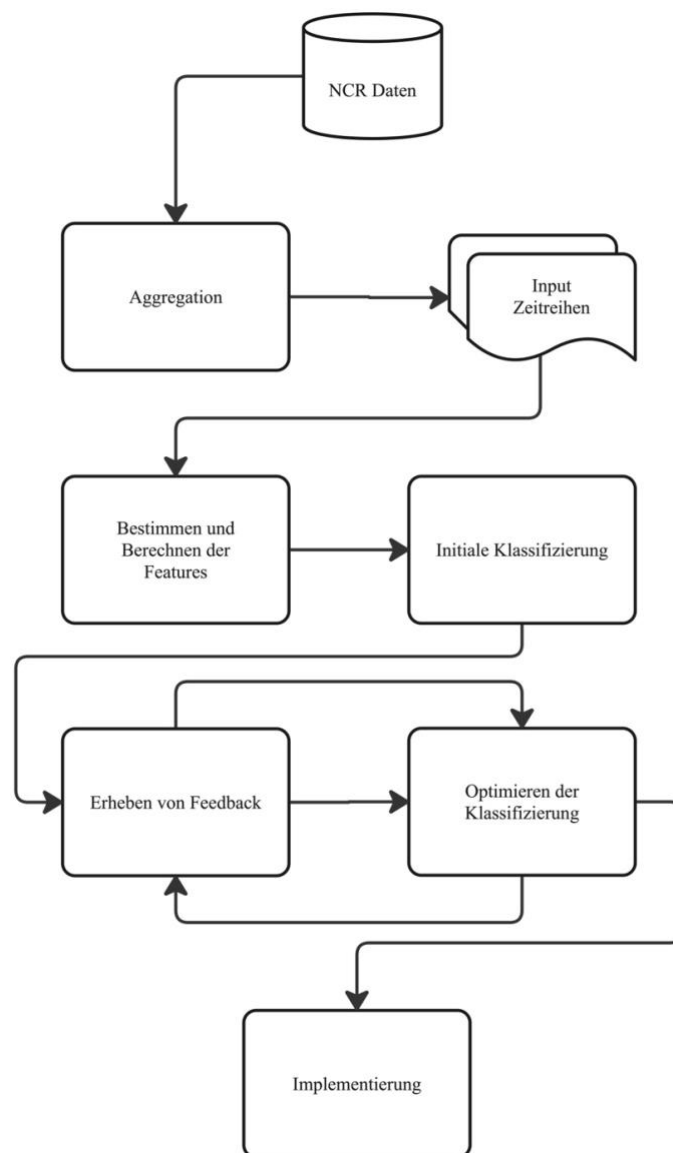 NCR Daten
Aggregation
Input
Zeitreihen
Bestimmen und
Berechnen der
Features
Initiale Klassifizierung
Erheben von Feedback
Optimieren der
Klassifizierung
Implementierung